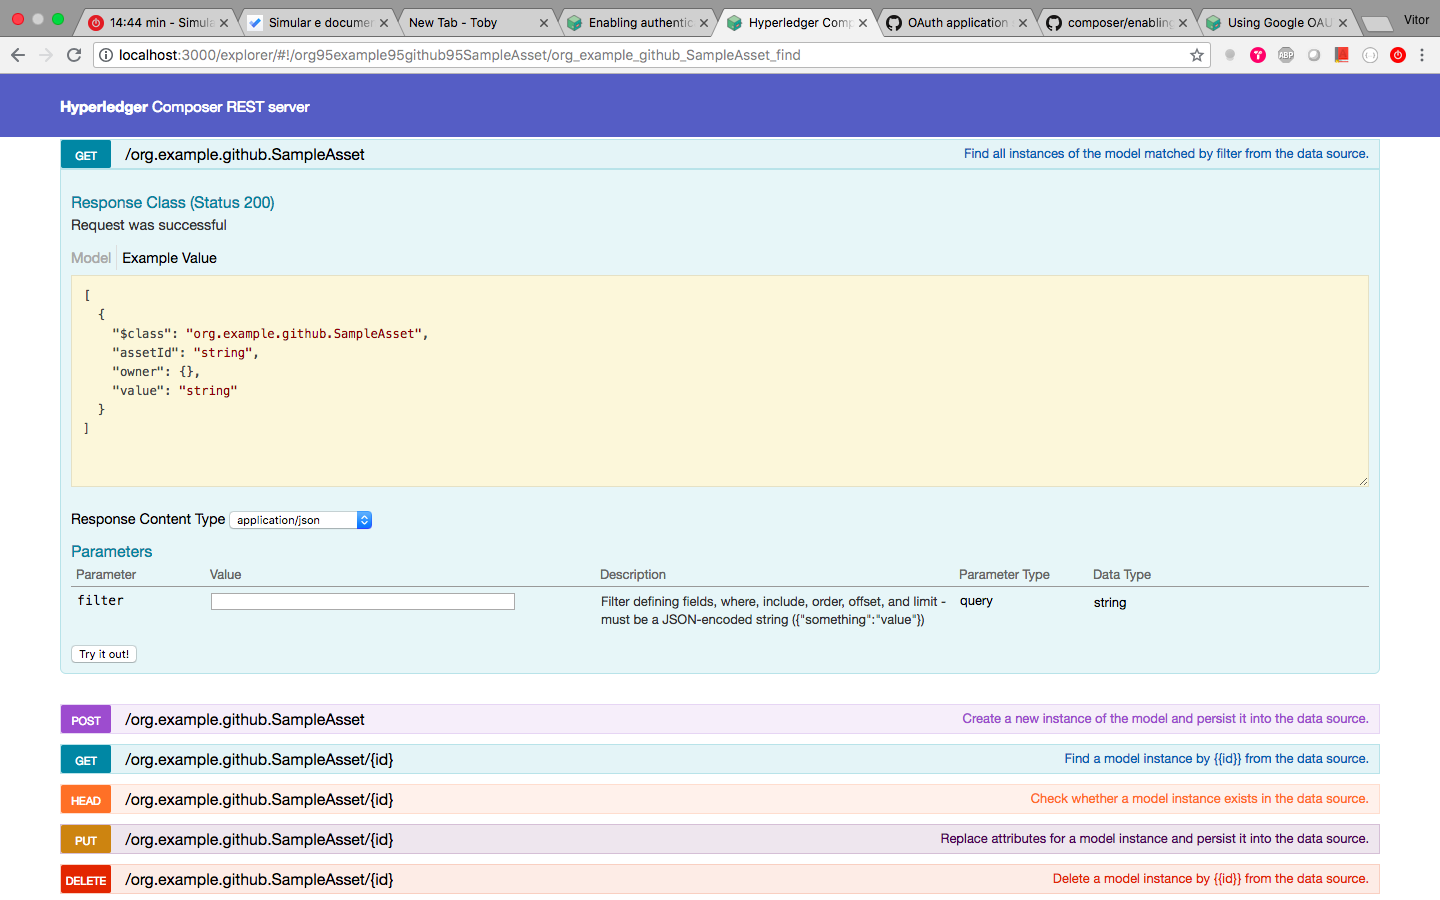 14:44 min - Simula
Simular e documen
New Tab - Toby
Enabling authentic
Hyperledger Comp
OAuth application
composer/enabling
Using Google OAU
Vitor
localhost:3000/explorer/#!/org95example95github95SampleAsset/org_example_github_SampleAsset_find
ABP
Hyperledger Composer REST server
GET /org.example.github.SampleAsset Find all instances of the model matched by filter from the data source.
Response Class (Status 200)
Request was successful
Model Example Value
[
{
"$class": "org.example.github.SampleAsset",
"assetId": "string",
"owner": {},
"value": "string"
}
]
Response Content Type application/json
Parameters
Parameter Value Description Parameter Type Data Type
filter Filter defining fields, where, include, order, offset, and limit - query string
must be a JSON-encoded string ({"something":"value"})
Try it out!
POST /org.example.github.SampleAsset Create a new instance of the model and persist it into the data source.
GET /org.example.github.SampleAsset/{id} Find a model instance by {{id}} from the data source.
HEAD /org.example.github.SampleAsset/{id} Check whether a model instance exists in the data source.
PUT /org.example.github.SampleAsset/{id} Replace attributes for a model instance and persist it into the data source.
DELETE /org.example.github.SampleAsset/{id} Delete a model instance by {{id}} from the data source.